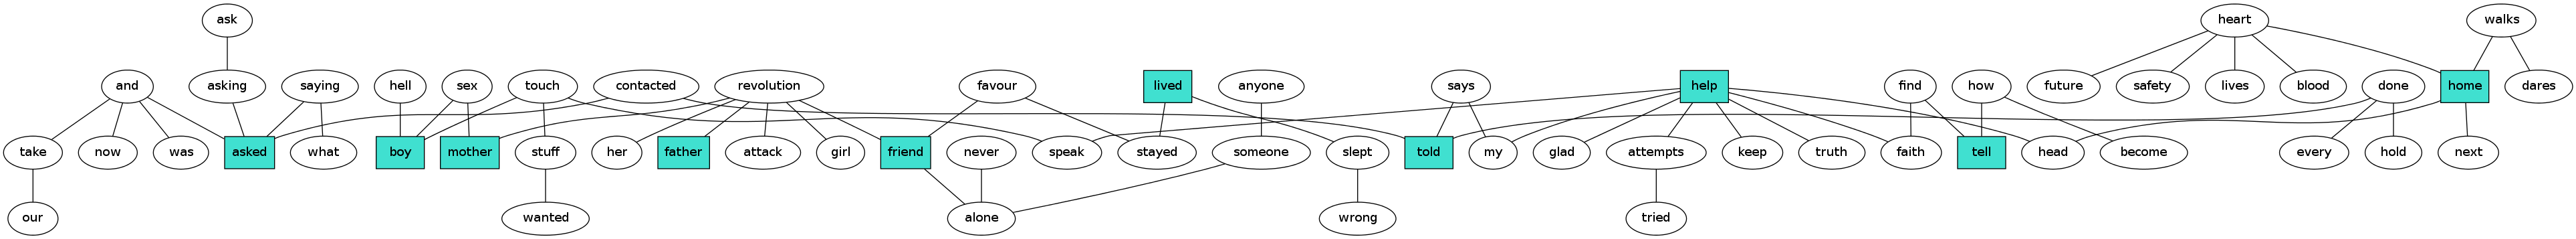 ask
heart walks
and asking saying hell sex touch contacted revolution favour lived anyone says help find how future safety lives blood done home dares
take now was asked what boy mother stuff her father attack girl friend never speak stayed someone slept told my glad attempts keep truth faith tell head become every hold next
our wanted alone wrong tried